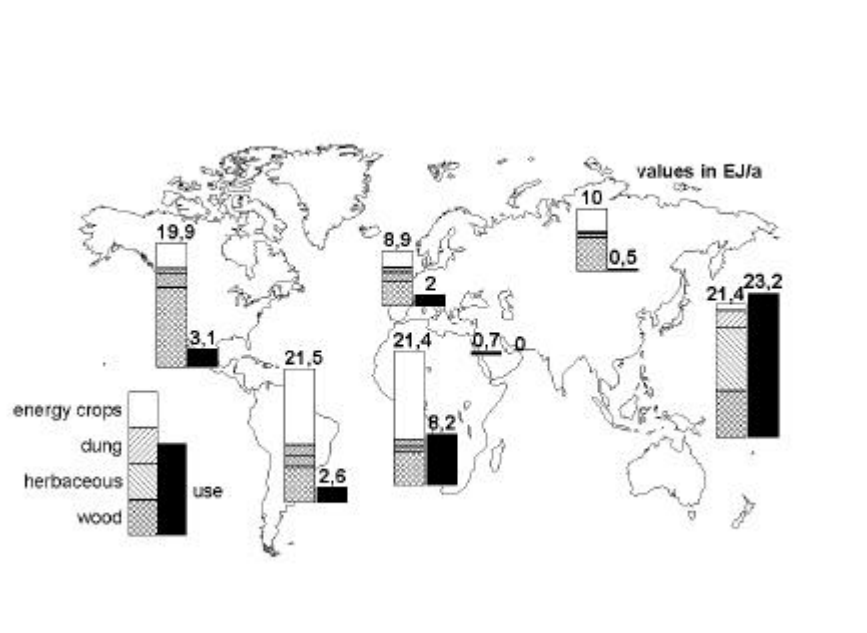 values in EJ/a
10
0,5
19,9
3,1
8,9
2
21,4
23,2
0,7
0
21,5
2,6
21,4
8,2
energy crops
dung
herbaceous
wood
use